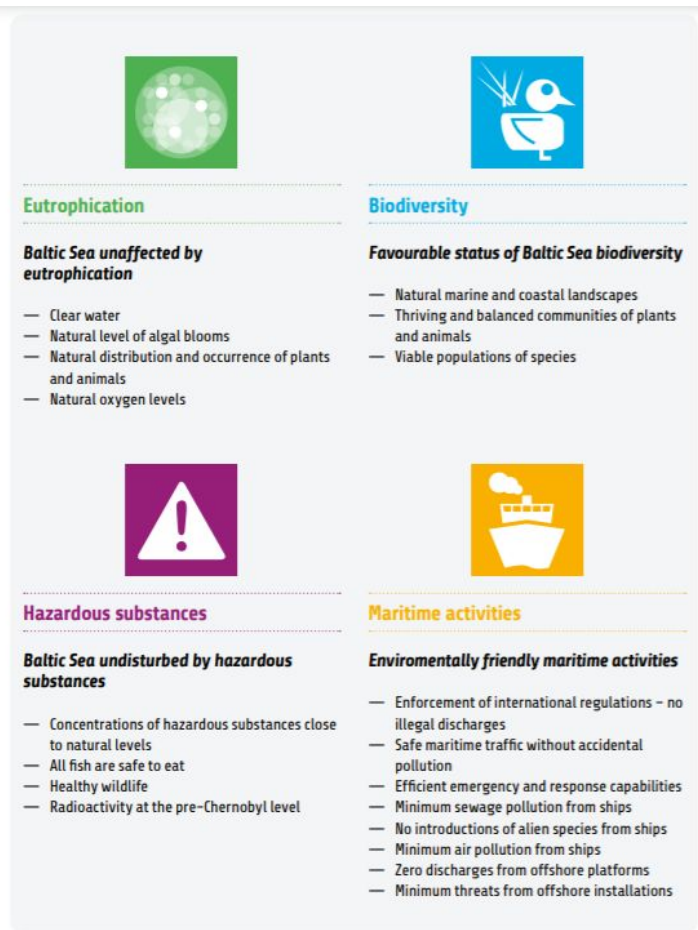 Eutrophication
Baltic Sea unaffected by
eutrophication
— Clear water
— Natural level of algal blooms
— Natural distribution and occurrence of plants
and animals
— Natural oxygen levels
Biodiversity
Favourable status of Baltic Sea biodiversity
— Natural marine and coastal landscapes
— Thriving and balanced communities of plants
and animals
— Viable populations of species
Hazardous substances
Baltic Sea undisturbed by hazardous
substances
— Concentrations of hazardous substances close
to natural levels
— All fish are safe to eat
— Healthy wildlife
— Radioactivity at the pre-Chernobyl level
Maritime activities
Enviromentally friendly maritime activities
— Enforcement of international regulations – no
illegal discharges
— Safe maritime traffic without accidental
pollution
— Efficient emergency and response capabilities
— Minimum sewage pollution from ships
— No introductions of alien species from ships
— Minimum air pollution from ships
— Zero discharges from offshore platforms
— Minimum threats from offshore installations